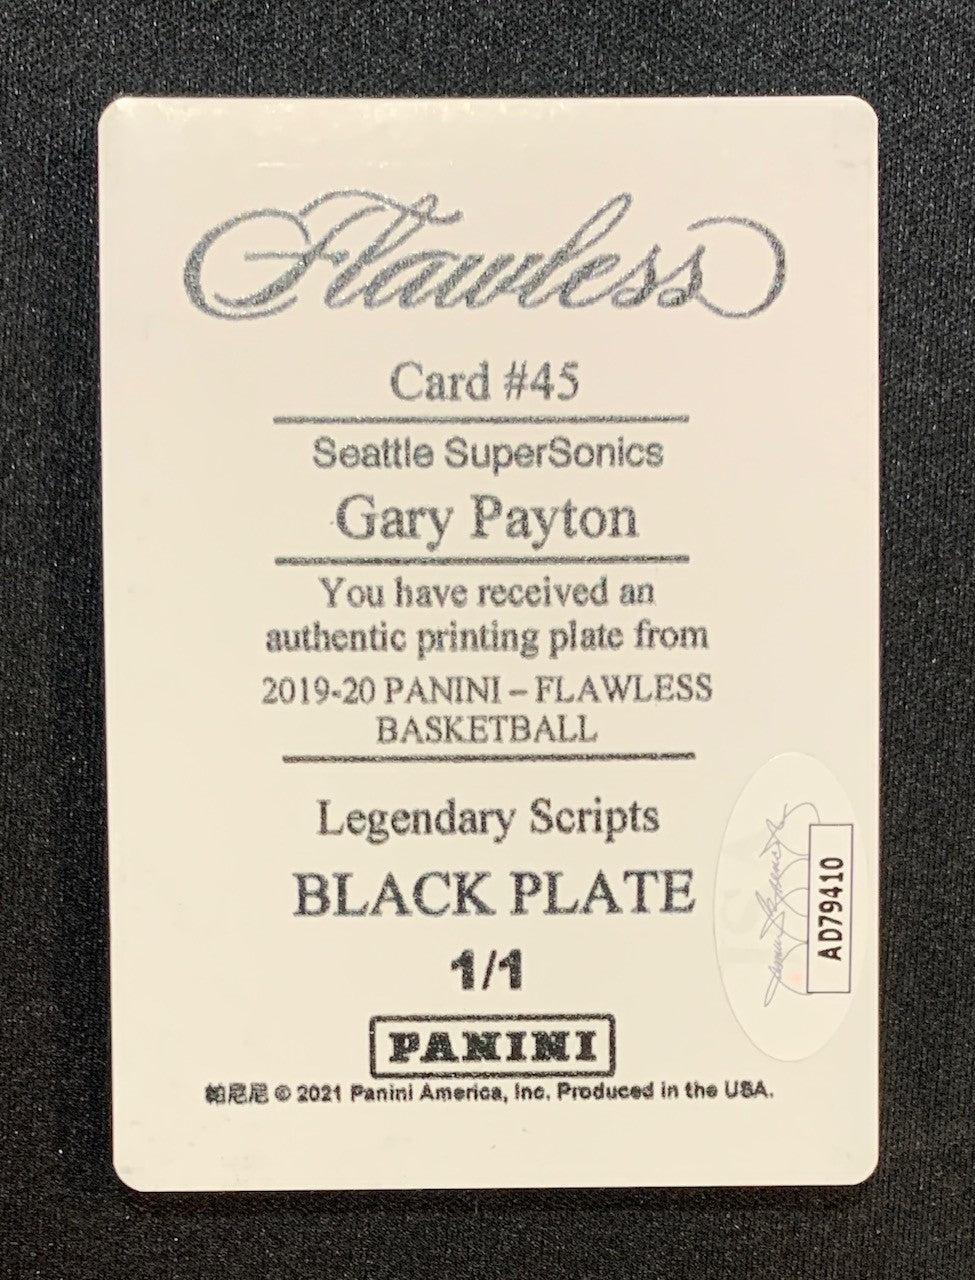 Flawless
Card #45
Seattle SuperSonics
Gary Payton
You have received an
authentic printing plate from
2019-20 PANINI – FLAWLESS
BASKETBALL
Legendary Scripts
BLACK PLATE
1/1
PANINI
帕尼尼 © 2021 Panini America, Inc. Produced in the USA.
AD79410